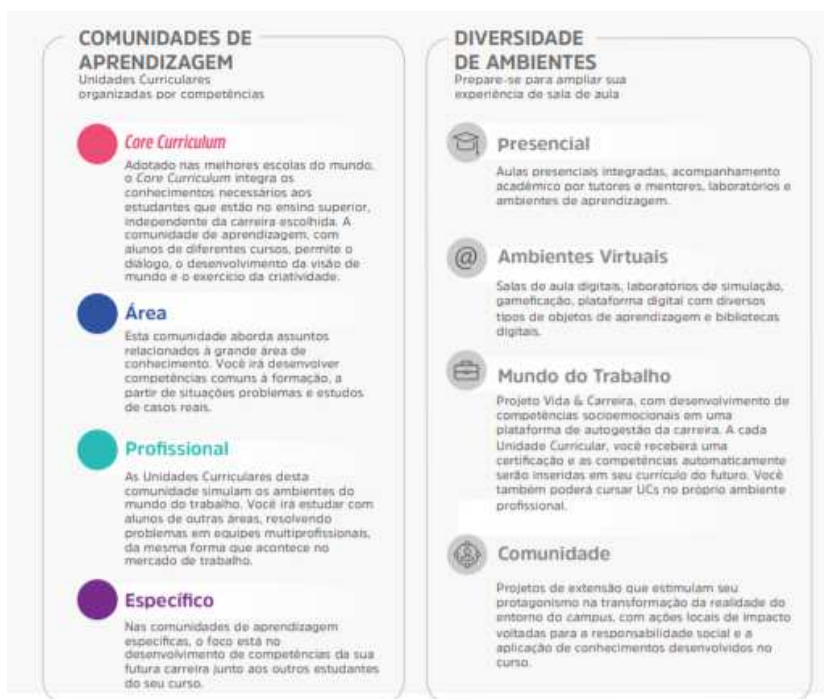 COMUNIDADES DE
APRENDIZAGEM
Unidades Curriculares
organizadas por competências
Core Curriculum
Adotado nas melhores escolas do mundo,
o Core Curriculum integra os
conhecimentos necessários aos
estudantes que estão no ensino superior,
independente da carreira escolhida. A
comunidade de aprendizagem, com
alunos de diferentes cursos, permite o
diálogo, o desenvolvimento da visão de
mundo e o exercício da criatividade.
Área
Esta comunidade aborda assuntos
relacionados à grande área de
conhecimento. Você irá desenvolver
competências comuns à formação, a
partir de situações problemas e estudos
de casos reais.
Profissional
As Unidades Curriculares desta
comunidade simulam os ambientes do
mundo do trabalho. Você irá estudar com
alunos de outras áreas, resolvendo
problemas em equipes multiprofissionais,
da mesma forma que acontece no
mercado de trabalho.
Específico
Nas comunidades de aprendizagem
específicas, o foco está no
desenvolvimento de competências da sua
futura carreira junto aos outros estudantes
do seu curso.
DIVERSIDADE
DE AMBIENTES
Prepare-se para ampliar sua
experiência de sala de aula
Presencial
Aulas presenciais integradas, acompanhamento
acadêmico por tutores e mentores, laboratórios e
ambientes de aprendizagem.
@ Ambientes Virtuais
Salas de aula digitais, laboratórios de simulação,
gameficação, plataforma digital com diversos
tipos de objetos de aprendizagem e bibliotecas
digitais.
Mundo do Trabalho
Projeto Vida & Carreira, com desenvolvimento de
competências socioemocionais em uma
plataforma de autogestão da carreira. A cada
Unidade Curricular, você receberá uma
certificação e as competências automaticamente
serão inseridas em seu currículo do futuro. Você
também poderá cursar UCs no próprio ambiente
profissional.
Comunidade
Projetos de extensão que estimulam seu
protagonismo na transformação da realidade do
entorno do campus, com ações locais de impacto
voltadas para a responsabilidade social e a
aplicação de conhecimentos desenvolvidos no
curso.